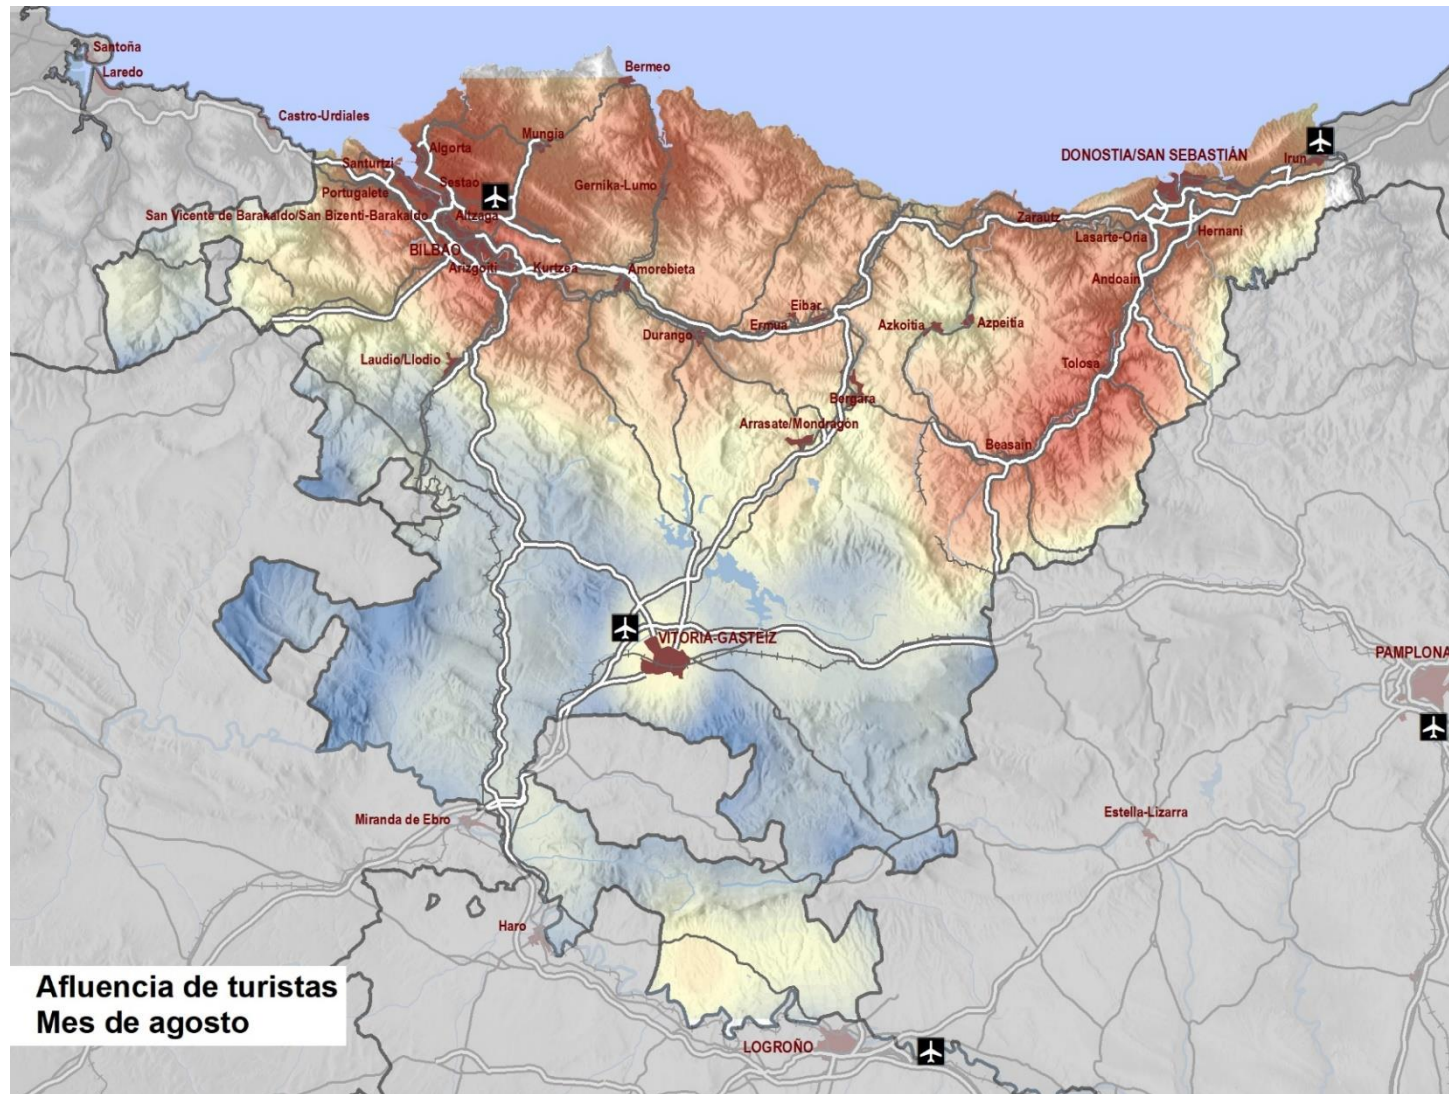 Santoña
Laredo
Bermeo
Castro-Urdiales
Mungia
Algorta
DONOSTIA/SAN SEBASTIÁN
Irun
Santurtzi
Sestao
Gernika-Lumo
Portugalete
San Vicente de Barakaldo/San Bizenti-Barakaldo
Altzaga
Zarautz
Hernani
Lasarte-Oria
BILBAO
Arizgoiti
Kurtzea
Amorebieta
Andoain
Eibar
Ermua
Azkoitia
Azpeitia
Durango
Laudio/Llodio
Tolosa
Bergara
Arrasate/Mondragón
Beasain
VITORIA-GASTEIZ
PAMPLONA
Miranda de Ebro
Estella-Lizarra
Haro
Afluencia de turistas
Mes de agosto
LOGROÑO